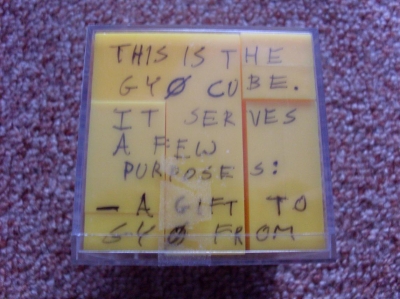 THIS IS THE
GYØ CUBE.
IT SERVES
A FEW
PURPOSES:
- A GIFT TO
GYØ FROM